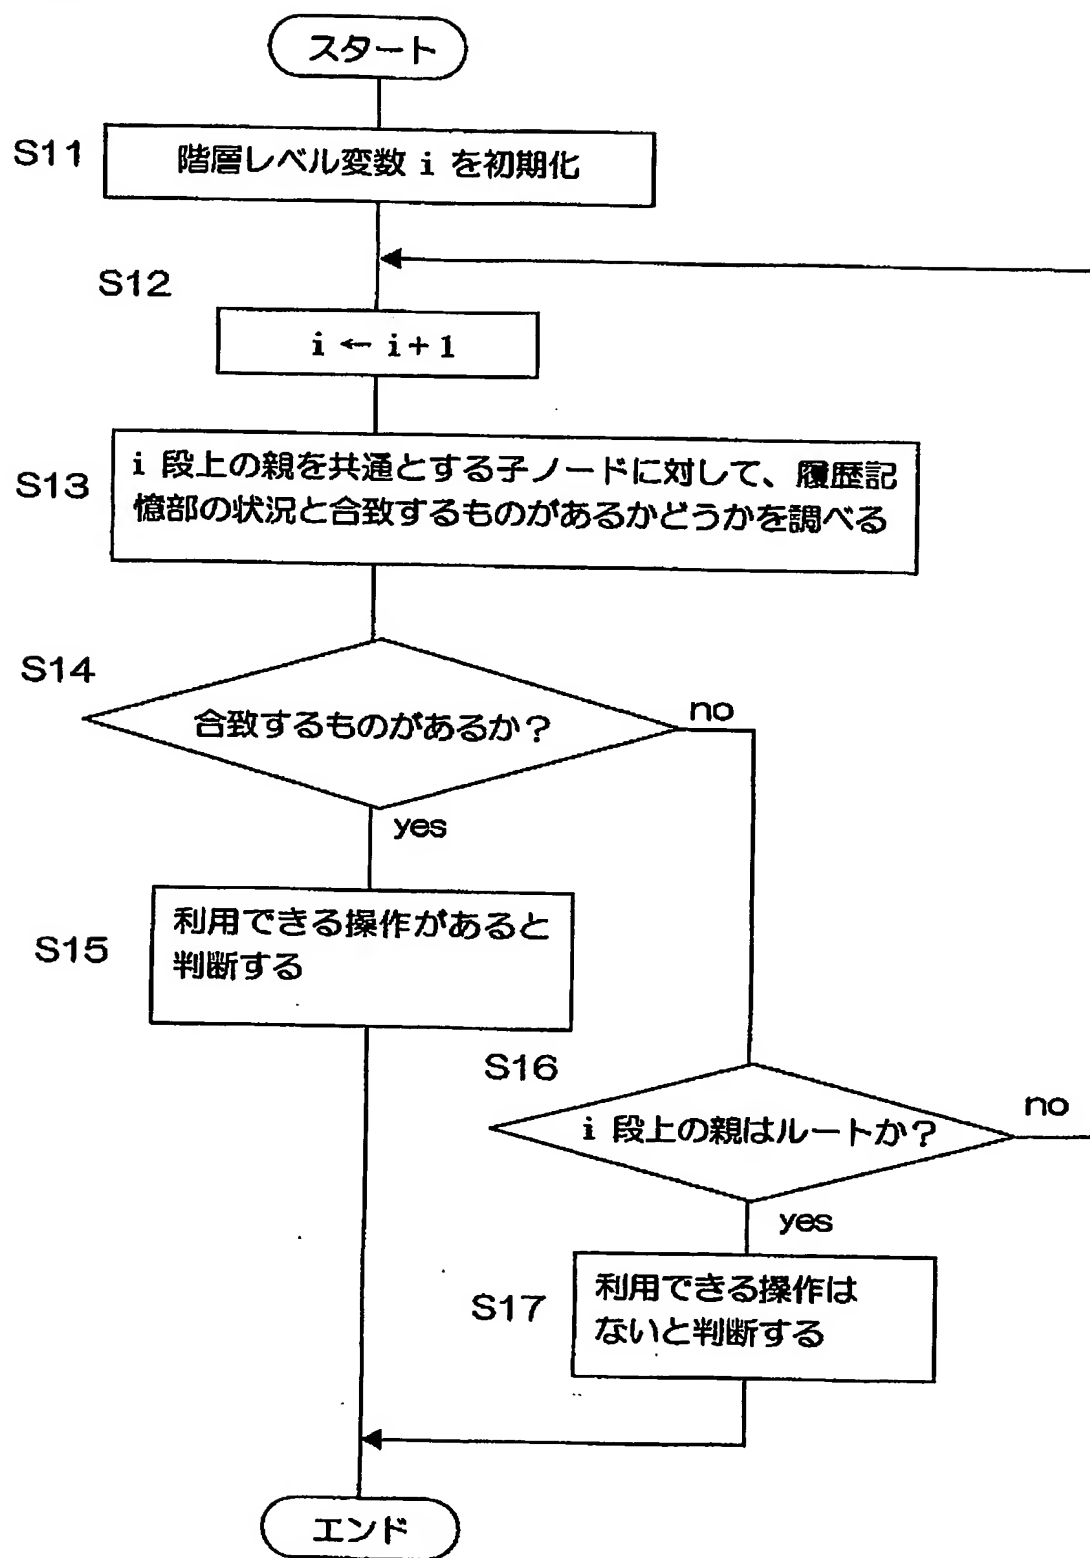 スタート
S11
階層レベル変数 i を初期化
S12
i ← i+1
S13
i 段上の親を共通とする子ノードに対して、履歴記
憶部の状況と合致するものがあるかどうかを調べる
S14
合致するものがあるか？
no
yes
S15
利用できる操作があると
判断する
S16
i 段上の親はルートか？
no
yes
S17
利用できる操作は
ないと判断する
エンド